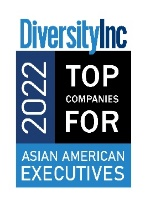 DiversityInc
2022
TOP
COMPANIES
FOR
ASIAN AMERICAN
EXECUTIVES